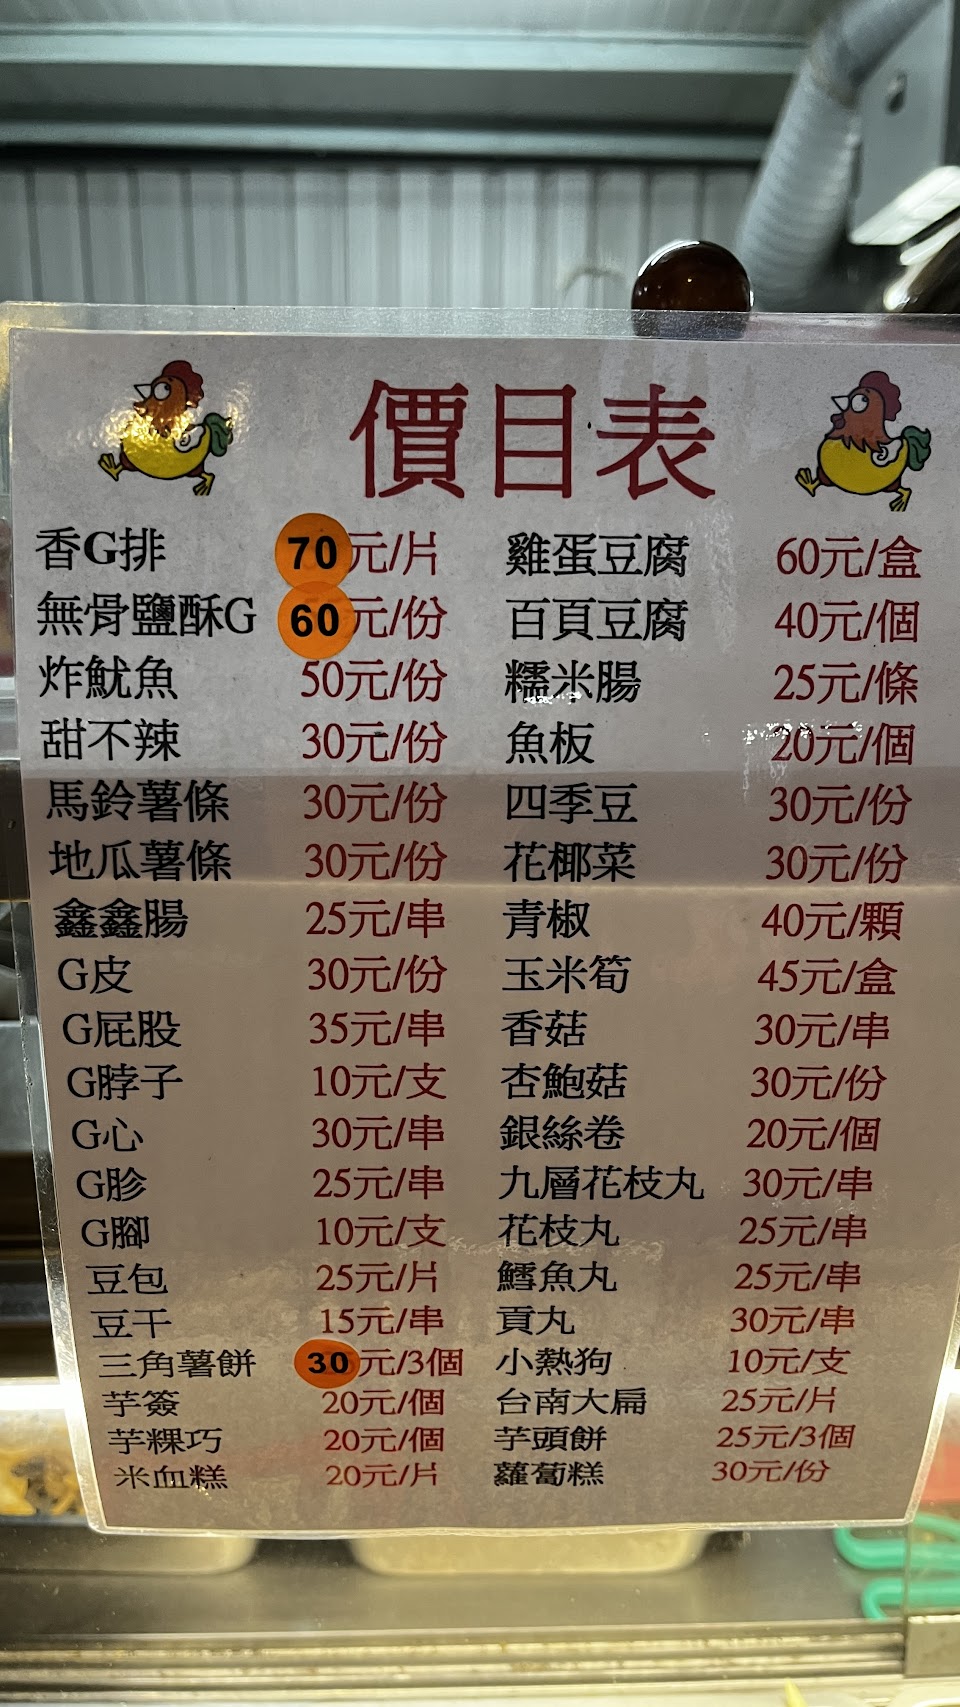 價目表
香G排 70元/片
無骨鹽酥G 60元/份
炸魷魚 50元/份
甜不辣 30元/份
馬鈴薯條 30元/份
地瓜薯條 30元/份
鑫鑫腸 25元/串
G皮 30元/份
G屁股 35元/串
G脖子 10元/支
G心 30元/串
G胗 25元/串
G腳 10元/支
豆包 25元/片
豆干 15元/串
三角薯餅 30元/3個
芋簽 20元/個
芋粿巧 20元/個
米血糕 20元/片
雞蛋豆腐 60元/盒
百頁豆腐 40元/個
糯米腸 25元/條
魚板 20元/個
四季豆 30元/份
花椰菜 30元/份
青椒 40元/顆
玉米筍 45元/盒
香菇 30元/串
杏鮑菇 30元/份
銀絲卷 20元/個
九層花枝丸 30元/串
花枝丸 25元/串
鱈魚丸 25元/串
貢丸 30元/串
小熱狗 10元/支
台南大扁 25元/片
芋頭餅 25元/3個
蘿蔔糕 30元/份